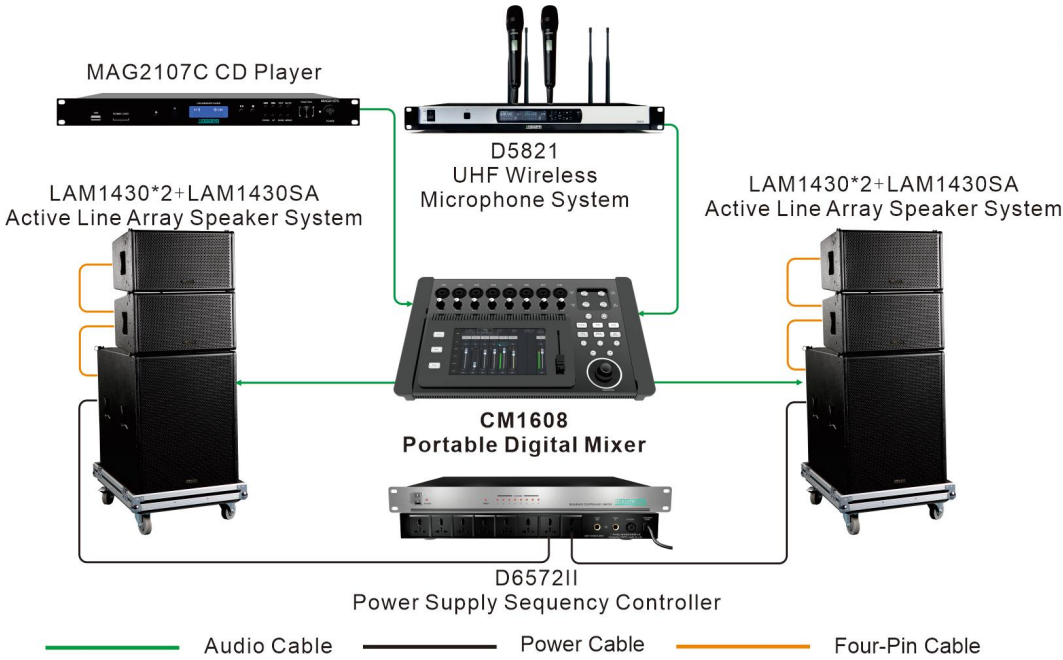 MAG2107C CD Player
D5821
UHF Wireless
Microphone System
LAM1430*2+LAM1430SA
Active Line Array Speaker System
LAM1430*2+LAM1430SA
Active Line Array Speaker System
CM1608
Portable Digital Mixer
D6572II
Power Supply Sequency Controller
Audio Cable
Power Cable
Four-Pin Cable